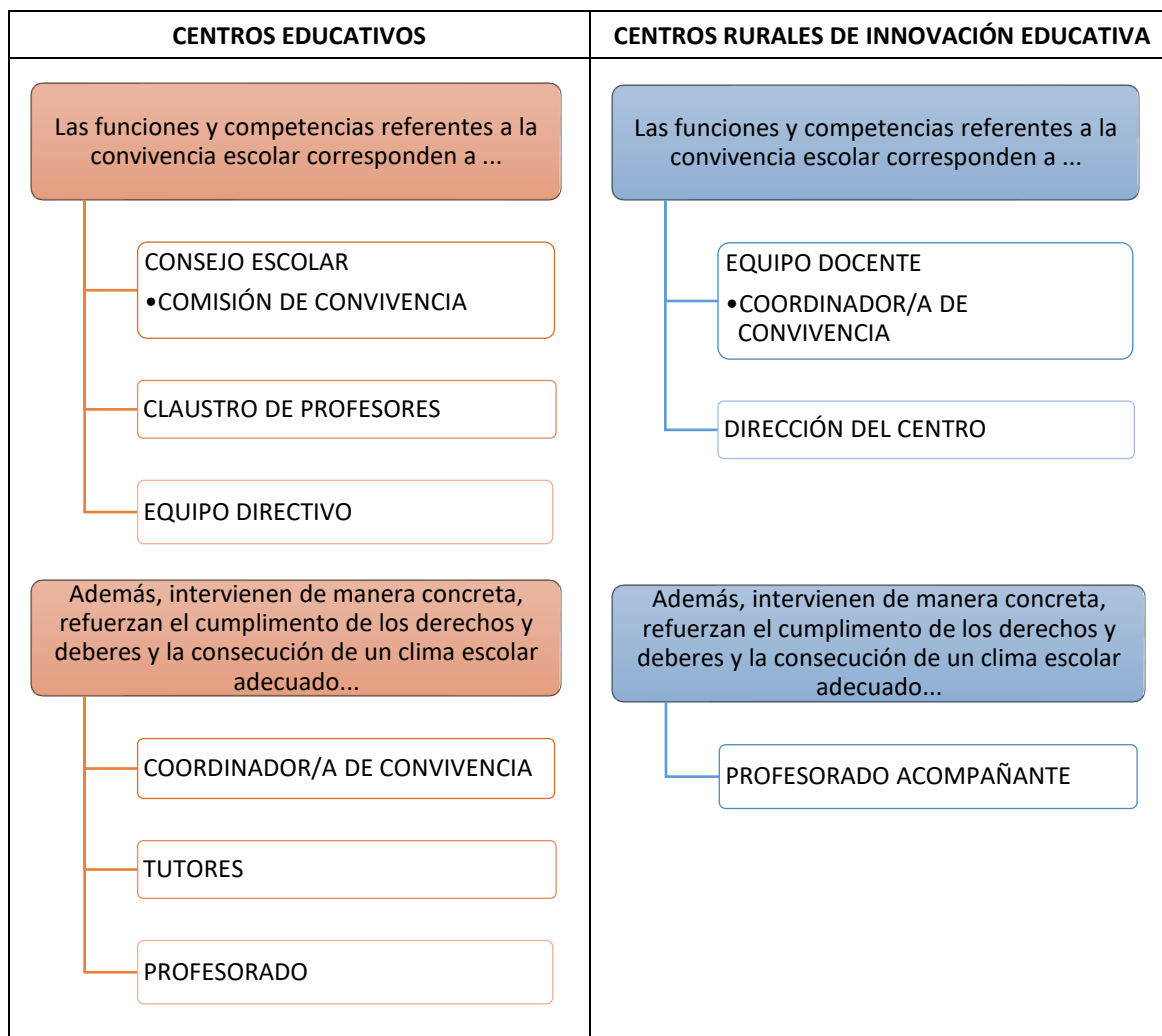 CENTROS EDUCATIVOS
Las funciones y competencias referentes a la
convivencia escolar corresponden a ...
CONSEJO ESCOLAR
•COMISIÓN DE CONVIVENCIA
CLAUSTRO DE PROFESORES
EQUIPO DIRECTIVO
Además, intervienen de manera concreta,
refuerzan el cumplimento de los derechos y
deberes y la consecución de un clima escolar
adecuado...
COORDINADOR/A DE CONVIVENCIA
TUTORES
PROFESORADO
CENTROS RURALES DE INNOVACIÓN EDUCATIVA
Las funciones y competencias referentes a la
convivencia escolar corresponden a ...
EQUIPO DOCENTE
•COORDINADOR/A DE
CONVIVENCIA
DIRECCIÓN DEL CENTRO
Además, intervienen de manera concreta,
refuerzan el cumplimento de los derechos y
deberes y la consecución de un clima escolar
adecuado...
PROFESORADO ACOMPAÑANTE